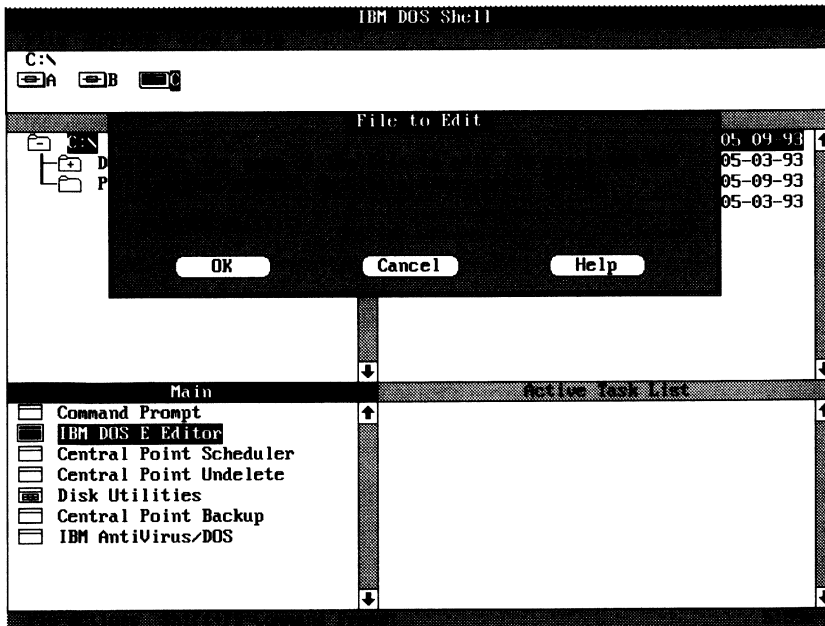 IBM DOS Shell
C:\
A B C
File to Edit
C:\ 05-09-93
D 05-03-93
P 05-09-93
05-03-93
OK Cancel Help
Main Active Task List
Command Prompt
IBM DOS E Editor
Central Point Scheduler
Central Point Undelete
Disk Utilities
Central Point Backup
IBM AntiVirus/DOS